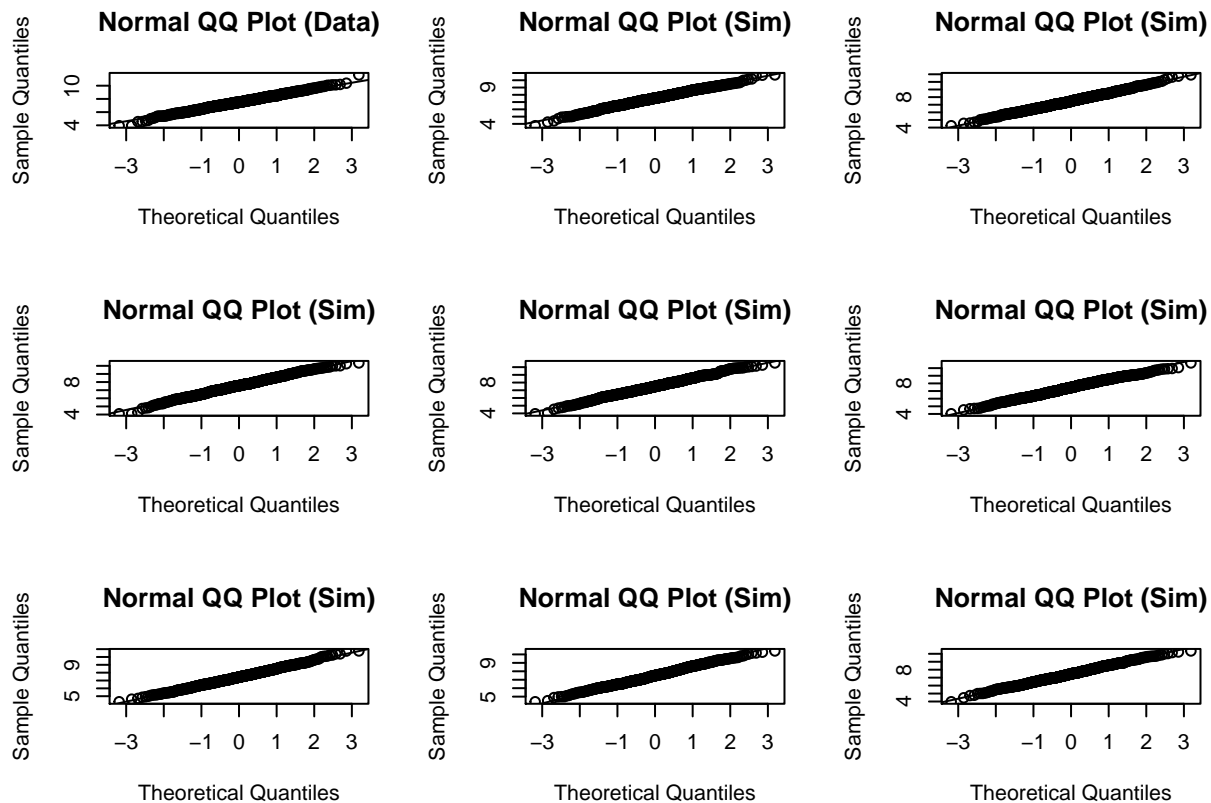 Normal QQ Plot (Data)
Sample Quantiles
4 10
−3 −1 0 1 2 3
Theoretical Quantiles
Normal QQ Plot (Sim)
Sample Quantiles
4 9
−3 −1 0 1 2 3
Theoretical Quantiles
Normal QQ Plot (Sim)
Sample Quantiles
4 8
−3 −1 0 1 2 3
Theoretical Quantiles
Normal QQ Plot (Sim)
Sample Quantiles
4 8
−3 −1 0 1 2 3
Theoretical Quantiles
Normal QQ Plot (Sim)
Sample Quantiles
4 8
−3 −1 0 1 2 3
Theoretical Quantiles
Normal QQ Plot (Sim)
Sample Quantiles
4 8
−3 −1 0 1 2 3
Theoretical Quantiles
Normal QQ Plot (Sim)
Sample Quantiles
5 9
−3 −1 0 1 2 3
Theoretical Quantiles
Normal QQ Plot (Sim)
Sample Quantiles
5 9
−3 −1 0 1 2 3
Theoretical Quantiles
Normal QQ Plot (Sim)
Sample Quantiles
4 8
−3 −1 0 1 2 3
Theoretical Quantiles